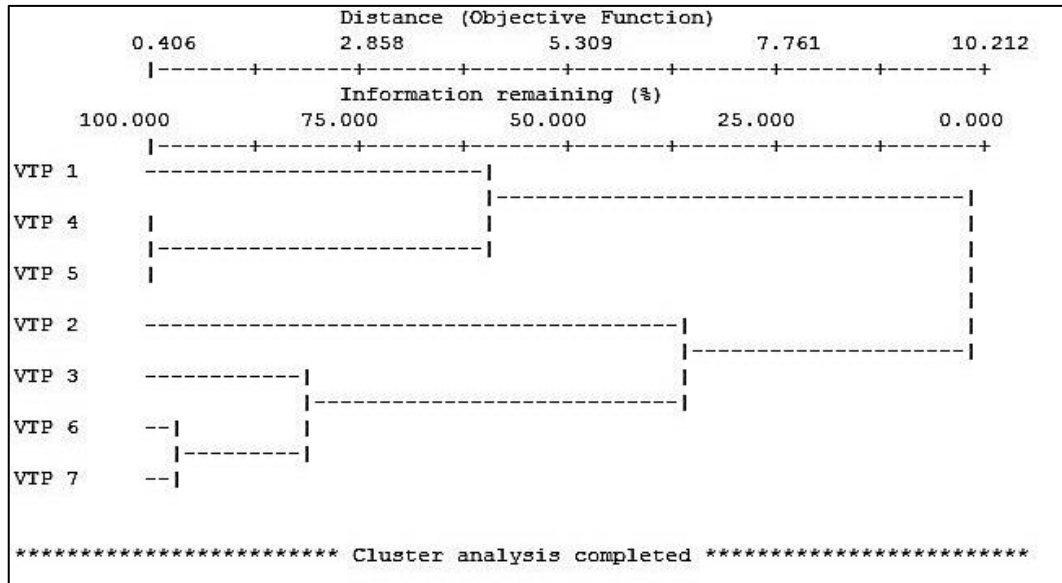 Distance (Objective Function)
0.406 2.858 5.309 7.761 10.212
|-------+-------+-------+-------+-------+-------+-------+-------+
Information remaining (%)
100.000 75.000 50.000 25.000 0.000
|-------+-------+-------+-------+-------+-------+-------+-------+
VTP 1
VTP 4
VTP 5
VTP 2
VTP 3
VTP 6
VTP 7
************************* Cluster analysis completed *************************